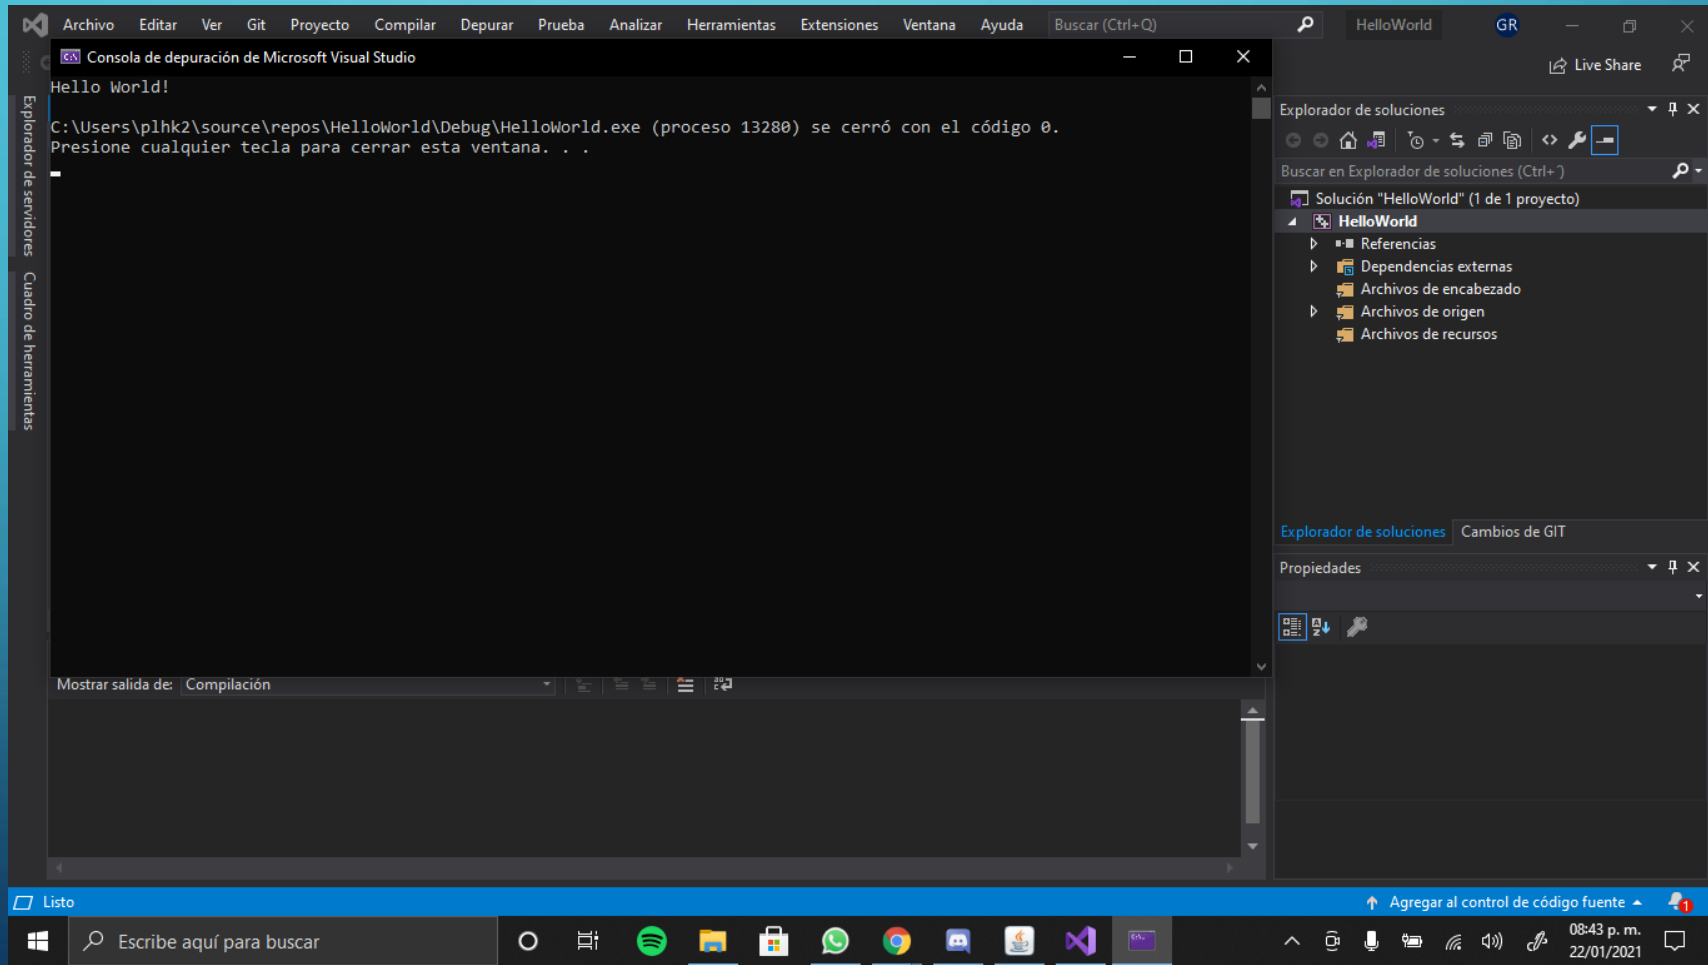 Archivo Editar Ver Git Proyecto Compilar Depurar Prueba Analizar Herramientas Extensiones Ventana Ayuda Buscar (Ctrl+Q) HelloWorld GR
Consola de depuración de Microsoft Visual Studio
Live Share
Hello World!
C:\Users\plhk2\source\repos\HelloWorld\Debug\HelloWorld.exe (proceso 13280) se cerró con el código 0.
Presione cualquier tecla para cerrar esta ventana. . .
Explorador de servidores
Cuadro de herramientas
Explorador de soluciones
Buscar en Explorador de soluciones (Ctrl+´)
Solución "HelloWorld" (1 de 1 proyecto)
HelloWorld
Referencias
Dependencias externas
Archivos de encabezado
Archivos de origen
Archivos de recursos
Explorador de soluciones Cambios de GIT
Propiedades
Mostrar salida de: Compilación
Listo
Agregar al control de código fuente 1
Escribe aquí para buscar
08:43 p. m.
22/01/2021